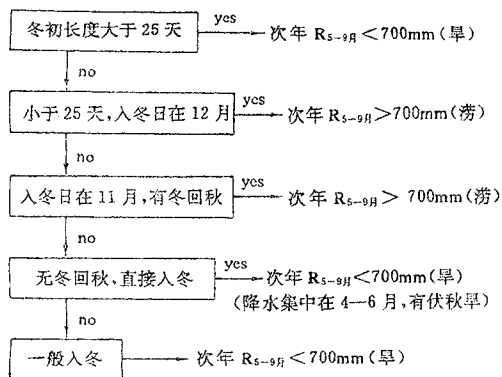 冬初长度大于25天 yes 次年 R5-9月<700mm(旱)
no
小于25天,入冬日在12月 yes 次年 R5-9月>700mm(涝)
no
入冬日在11月,有冬回秋 yes 次年 R5-9月> 700mm(涝)
no
无冬回秋、直接入冬 yes 次年 R5-9月<700mm(旱)
(降水集中在4—6月,有伏秋旱)
no
一般入冬 次年 R5-9月<700mm(旱)